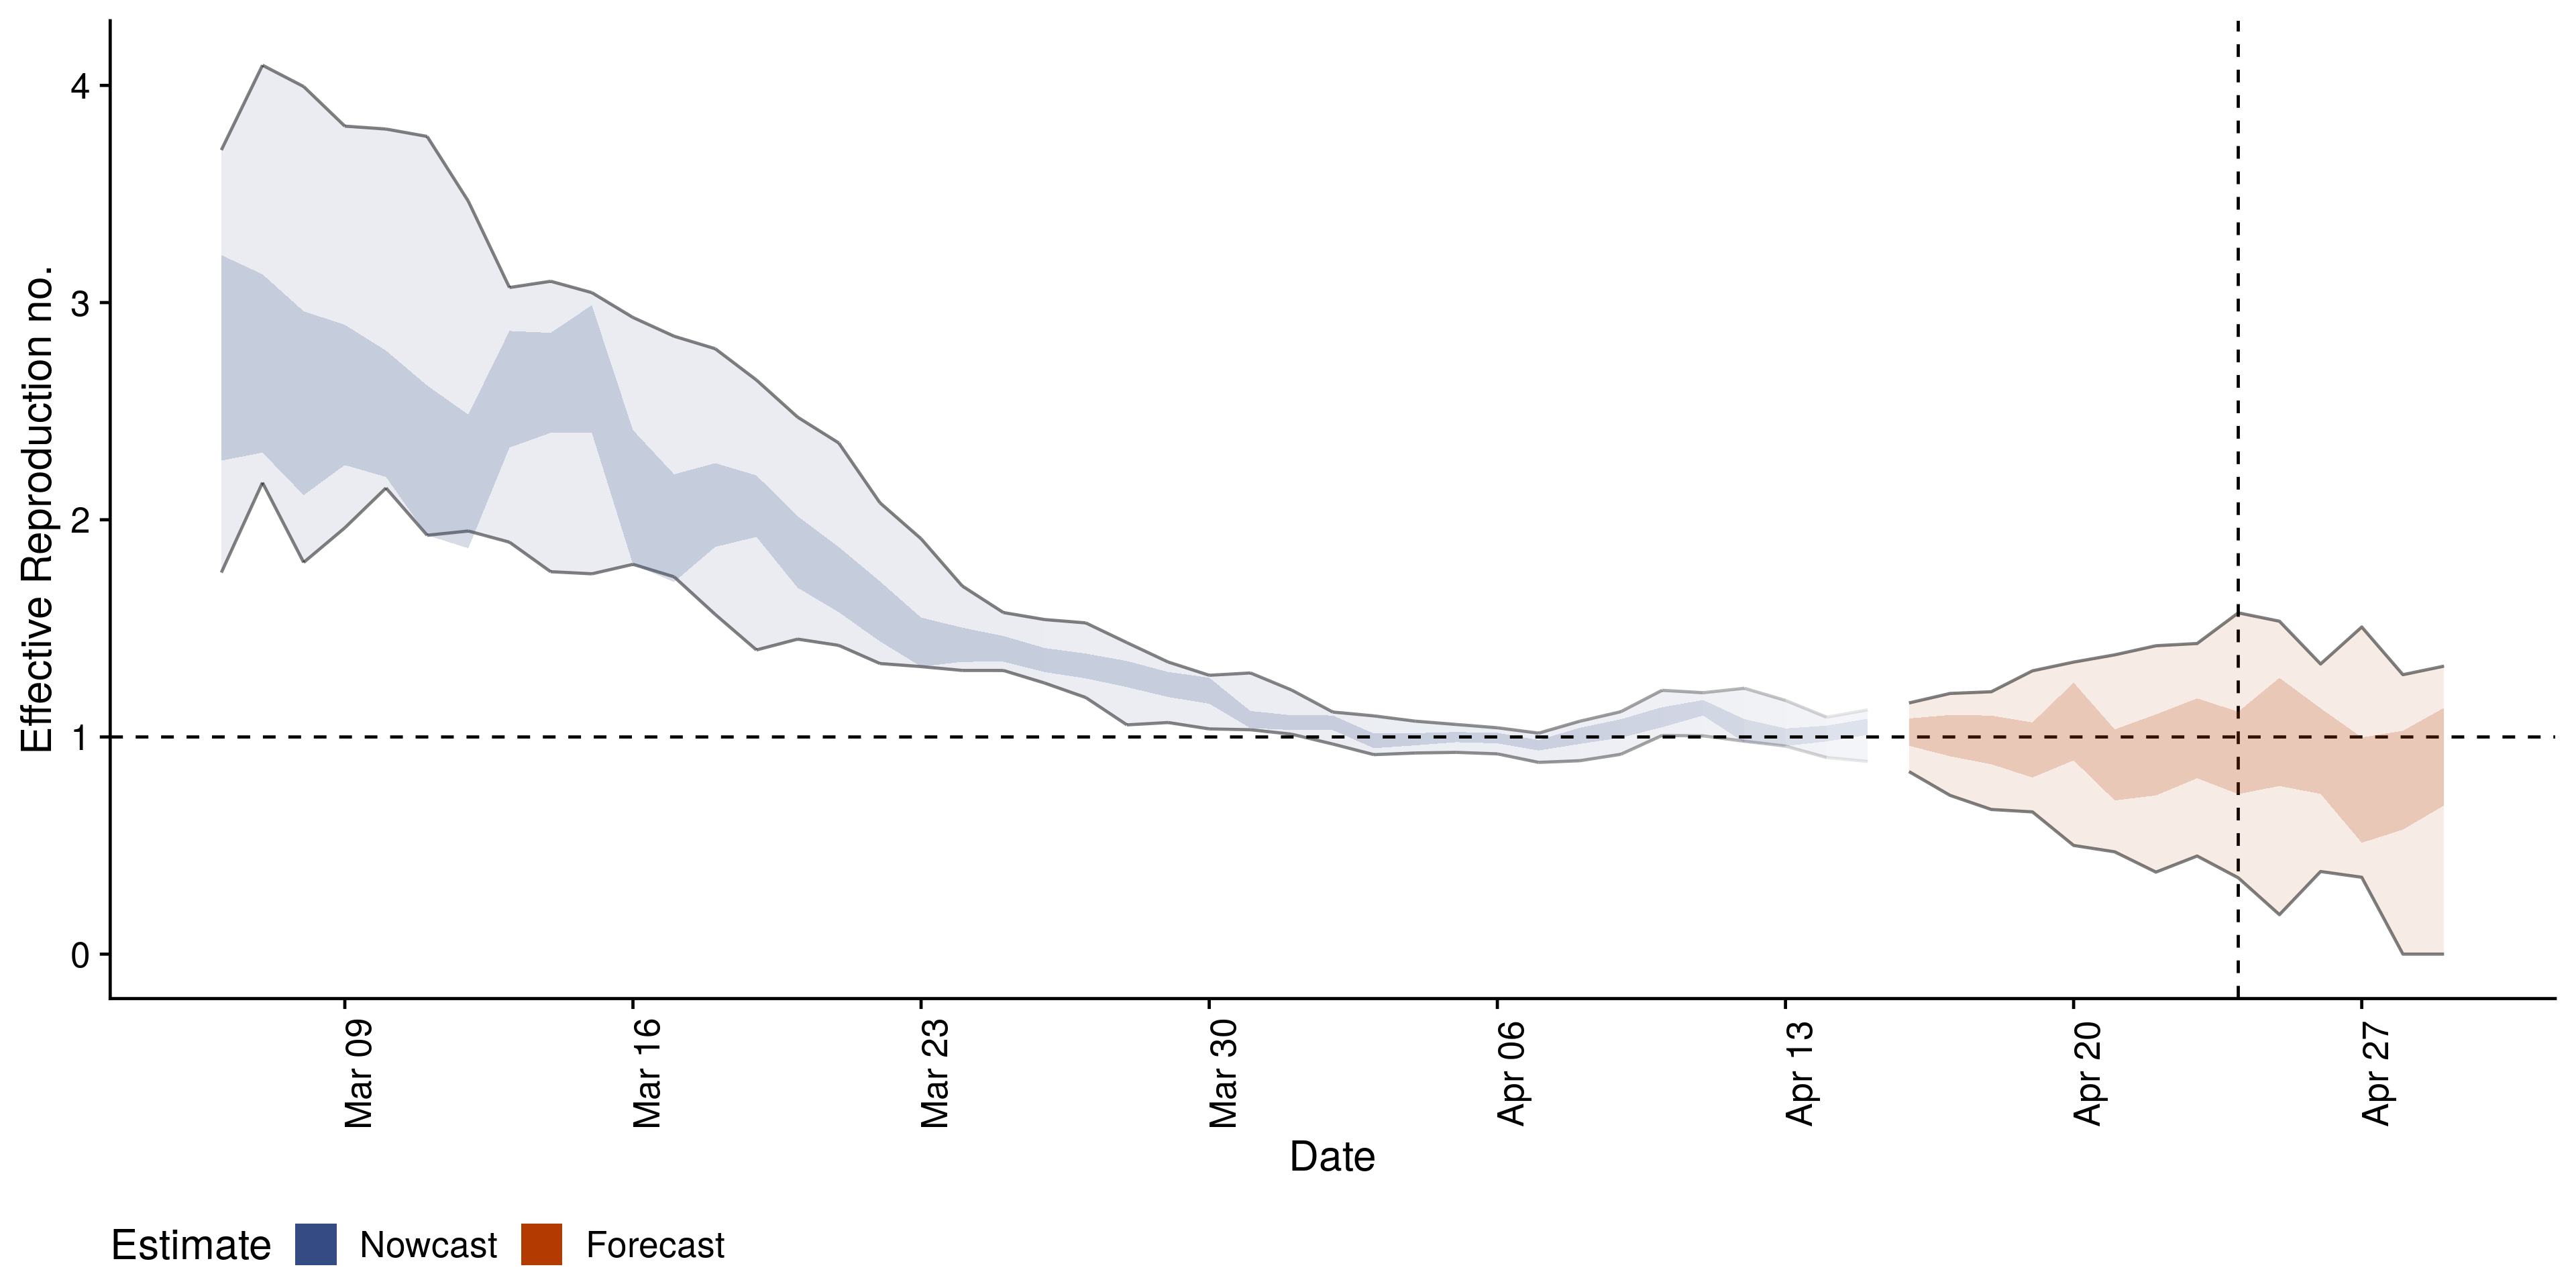 Effective Reproduction no.
4
3
2
1
0
Mar 09
Mar 16
Mar 23
Mar 30
Apr 06
Apr 13
Apr 20
Apr 27
Date
Estimate Nowcast Forecast